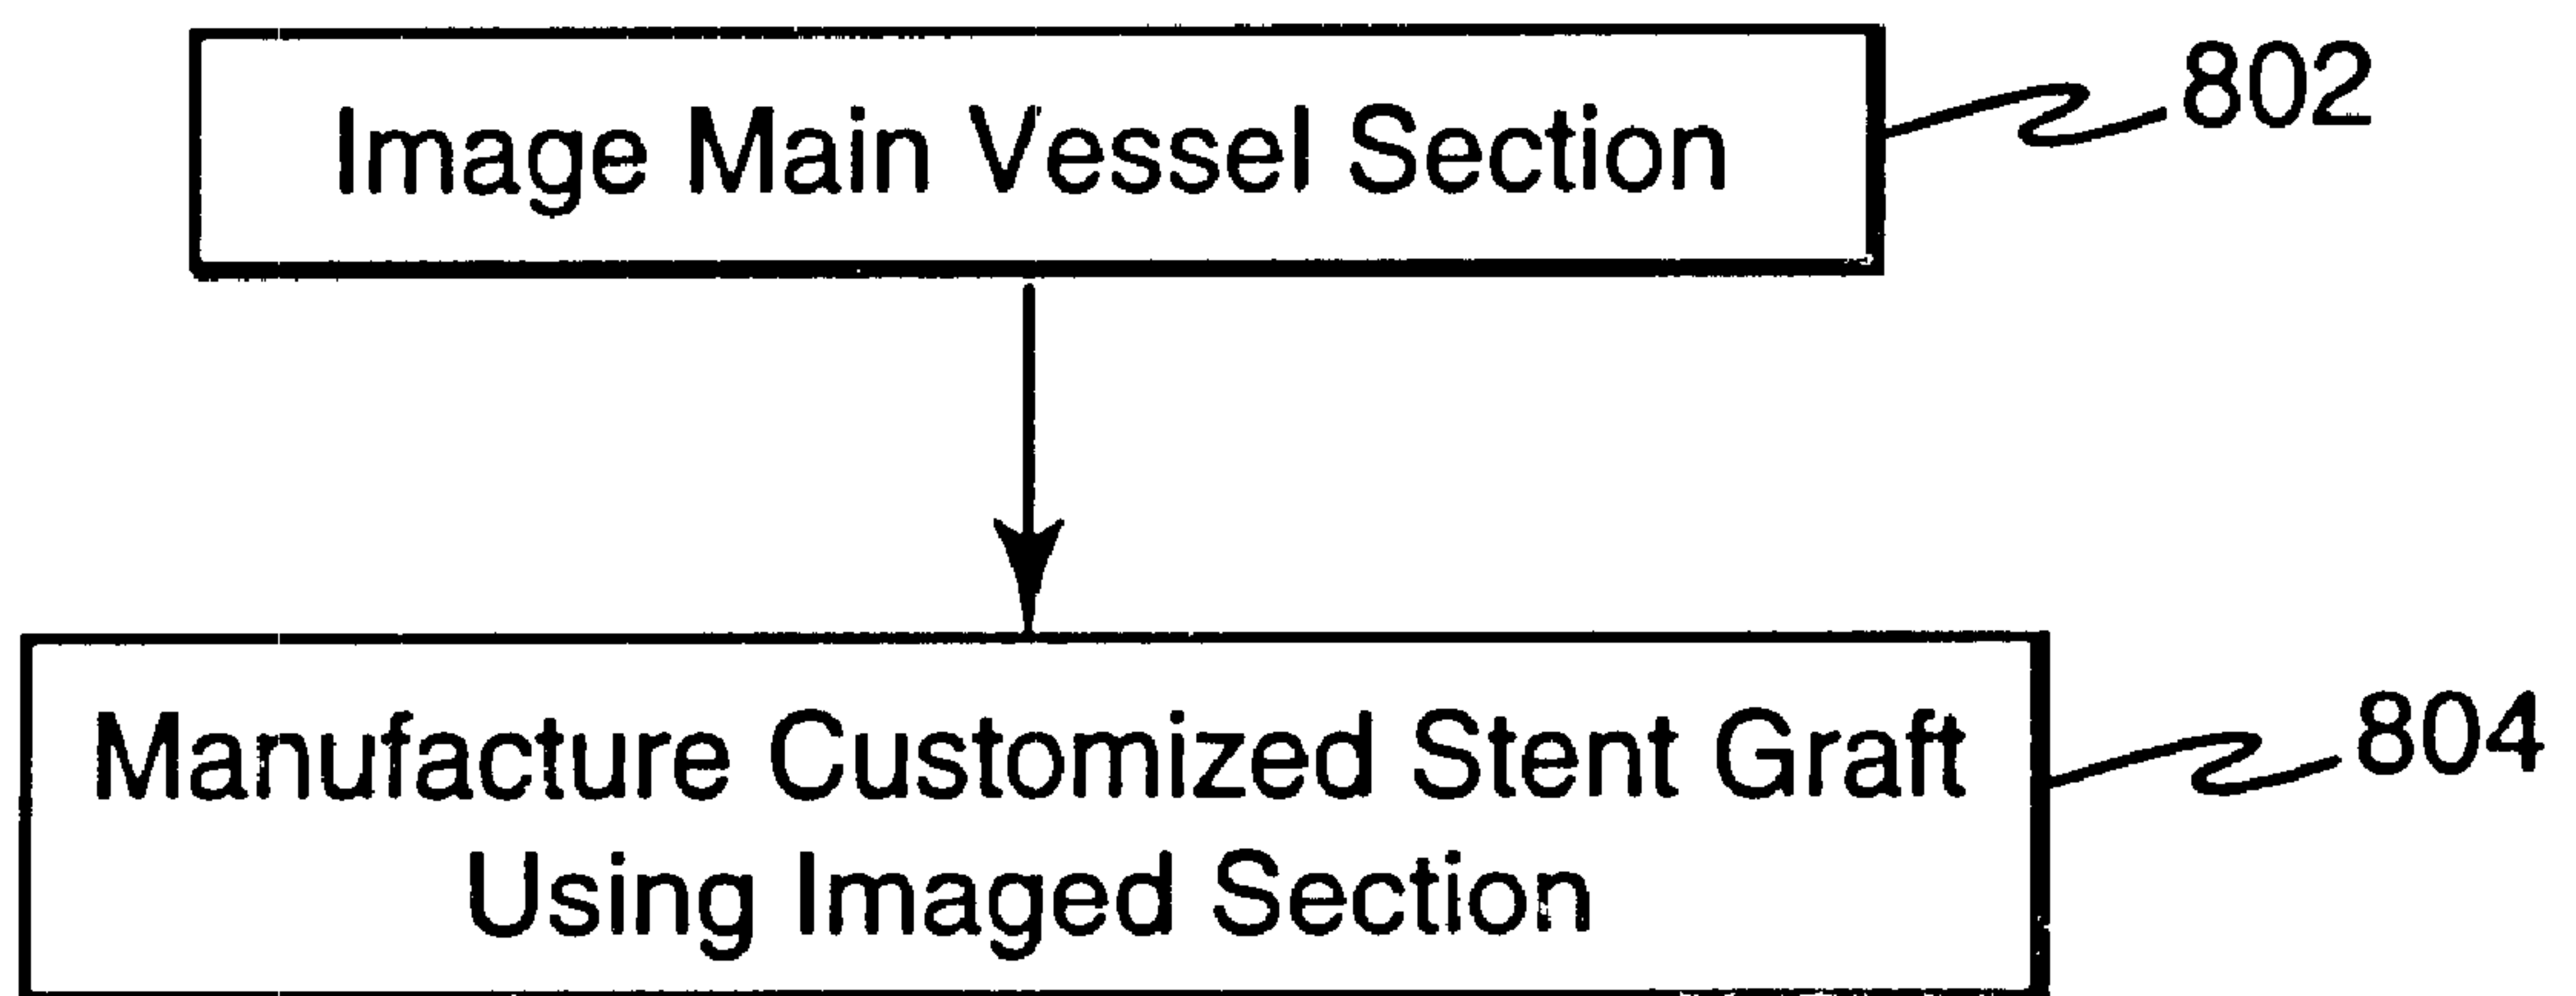 Image Main Vessel Section
802
Manufacture Customized Stent Graft
Using Imaged Section
804